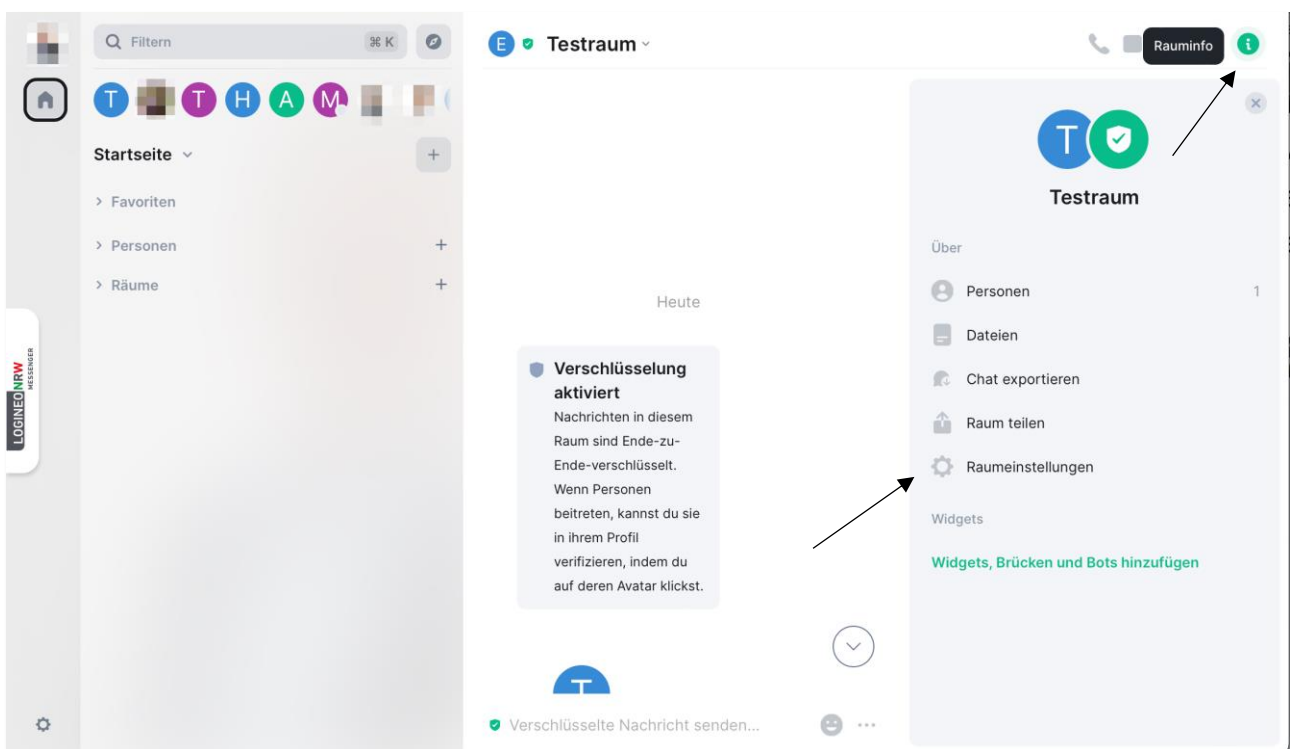 Filtern
⌘ K
T
T
H
A
M
Startseite
Favoriten
Personen
Räume
LOGINEO NRW
MESSENGER
E
Testraum
Rauminfo
Heute
Verschlüsselung
aktiviert
Nachrichten in diesem
Raum sind Ende-zu-
Ende-verschlüsselt.
Wenn Personen
beitreten, kannst du sie
in ihrem Profil
verifizieren, indem du
auf deren Avatar klickst.
T
Verschlüsselte Nachricht senden...
T
Testraum
Über
Personen 1
Dateien
Chat exportieren
Raum teilen
Raumeinstellungen
Widgets
Widgets, Brücken und Bots hinzufügen